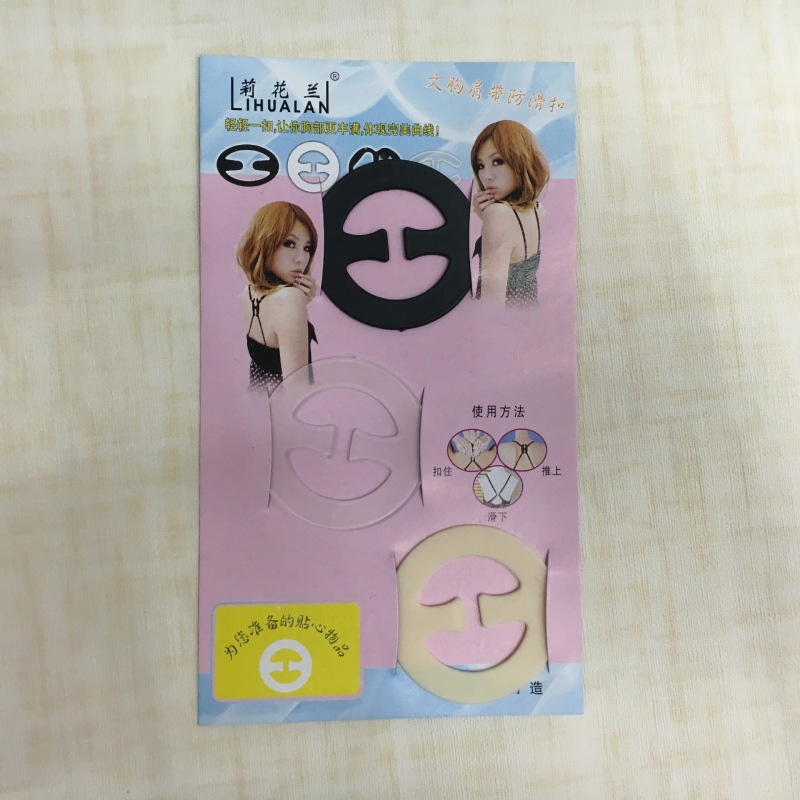 莉花兰®
LIHUALAN
文胸肩带防滑扣
轻轻一扣,让你胸部更丰满,体现完美曲线!
使用方法
扣住
推上
滑下
为您准备的贴心物品
造